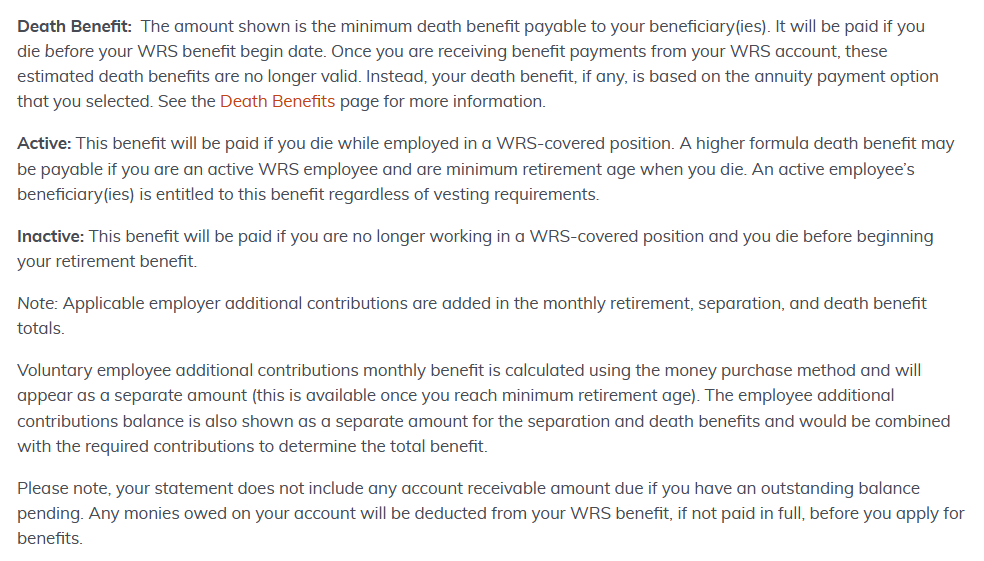 Death Benefit:  The amount shown is the minimum death benefit payable to your beneficiary(ies). It will be paid if you
die before your WRS benefit begin date. Once you are receiving benefit payments from your WRS account, these
estimated death benefits are no longer valid. Instead, your death benefit, if any, is based on the annuity payment option
that you selected. See the Death Benefits page for more information.
Active: This benefit will be paid if you die while employed in a WRS-covered position. A higher formula death benefit may
be payable if you are an active WRS employee and are minimum retirement age when you die. An active employee’s
beneficiary(ies) is entitled to this benefit regardless of vesting requirements.
Inactive: This benefit will be paid if you are no longer working in a WRS-covered position and you die before beginning
your retirement benefit.
Note: Applicable employer additional contributions are added in the monthly retirement, separation, and death benefit
totals.
Voluntary employee additional contributions monthly benefit is calculated using the money purchase method and will
appear as a separate amount (this is available once you reach minimum retirement age). The employee additional
contributions balance is also shown as a separate amount for the separation and death benefits and would be combined
with the required contributions to determine the total benefit.
Please note, your statement does not include any account receivable amount due if you have an outstanding balance
pending. Any monies owed on your account will be deducted from your WRS benefit, if not paid in full, before you apply for
benefits.